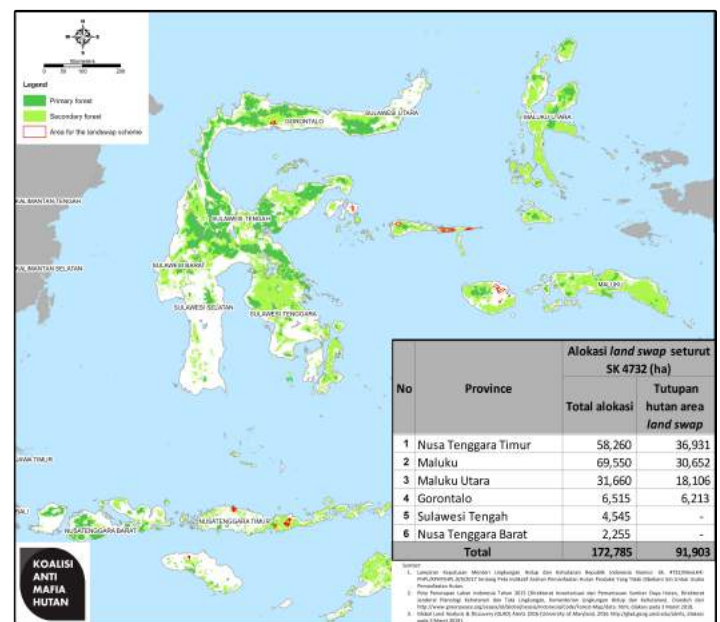 N
W
E
S
Kilometers
0 50 100 200
Legend
Primary forest
Secondary forest
Area for the landswap scheme
SULAWESI UTARA
GORONTALO
MALUKU UTARA
KALIMANTAN TENGAH
SULAWESI TENGAH
KALIMANTAN SELATAN
SULAWESI BARAT
MALUKU
SULAWESI SELATAN
SULAWESI TENGGARA
JAWA TIMUR
BALI
NUSATENGGARA BARAT
NUSATENGGARA TIMUR
No Province Alokasi land swap seturut
SK 4732 (ha)
Total alokasi Tutupan
hutan area
land swap
1 Nusa Tenggara Timur 58,260 36,931
2 Maluku 69,550 30,652
3 Maluku Utara 31,660 18,106
4 Gorontalo 6,515 6,213
5 Sulawesi Tengah 4,545 -
6 Nusa Tenggara Barat 2,255 -
Total 172,785 91,903
KOALISI
ANTI
MAFIA
HUTAN